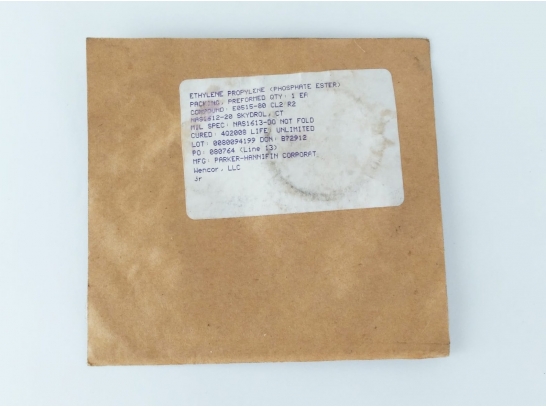 ETHYLENE PROPYLENE (PHOSPHATE ESTER)
PACKING, PREFORMED QTY: 1 EA
COMPOUND: E0515-80 CL2 R2
NAS1612-20 SKYDROL, CT
MIL SPEC: NAS1613-DO NOT FOLD
CURED: 4Q2008 LIFE: UNLIMITED
LOT: 0080094199 DCN: 872912
PO: 080764 (Line 13)
MFG: PARKER-HANNIFIN CORPORAT
Wencor, LLC
Jr